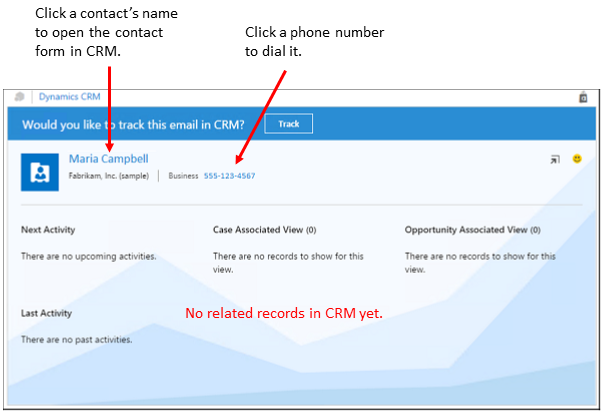 Click a contact’s name
to open the contact
form in CRM.
Click a phone number
to dial it.
Dynamics CRM
Would you like to track this email in CRM? Track
Maria Campbell
Fabrikam, Inc. (sample) Business 555-123-4567
Next Activity Case Associated View (0) Opportunity Associated View (0)
There are no upcoming activities. There are no records to show for this There are no records to show for this
view. view.
Last Activity No related records in CRM yet.
There are no past activities.